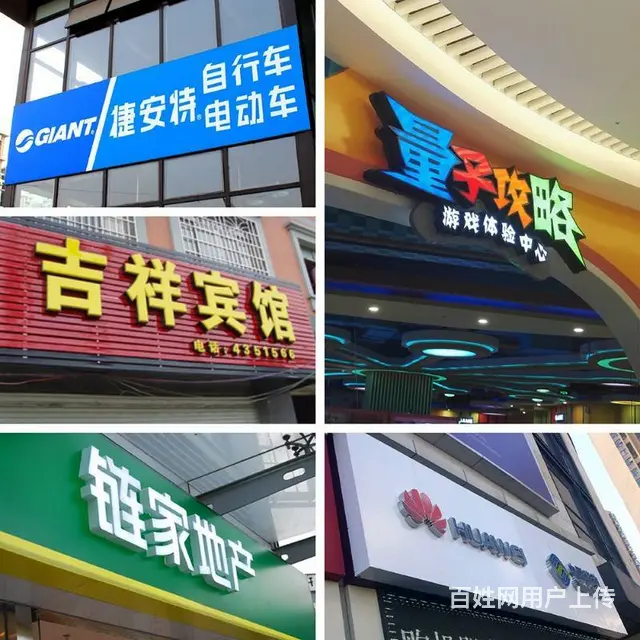 GIANT 捷安特 自行车
电动车
量子攻略
游戏体验中心
吉祥宾馆
电话:4351566
链家地产
HUAWEI
百姓网用户上传